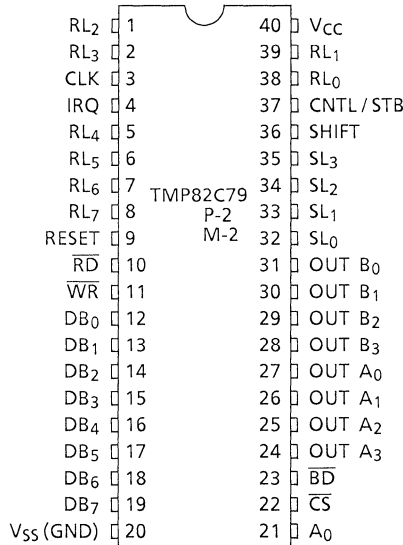 RL2 1 40 VCC
RL3 2 39 RL1
CLK 3 38 RL0
IRQ 4 37 CNTL / STB
RL4 5 36 SHIFT
RL5 6 35 SL3
RL6 7 34 SL2
TMP82C79
RL7 8 33 SL1
P-2
RESET 9 32 SL0
M-2
RD 10 31 OUT B0
WR 11 30 OUT B1
DB0 12 29 OUT B2
DB1 13 28 OUT B3
DB2 14 27 OUT A0
DB3 15 26 OUT A1
DB4 16 25 OUT A2
DB5 17 24 OUT A3
DB6 18 23 BD
DB7 19 22 CS
VSS (GND) 20 21 A0